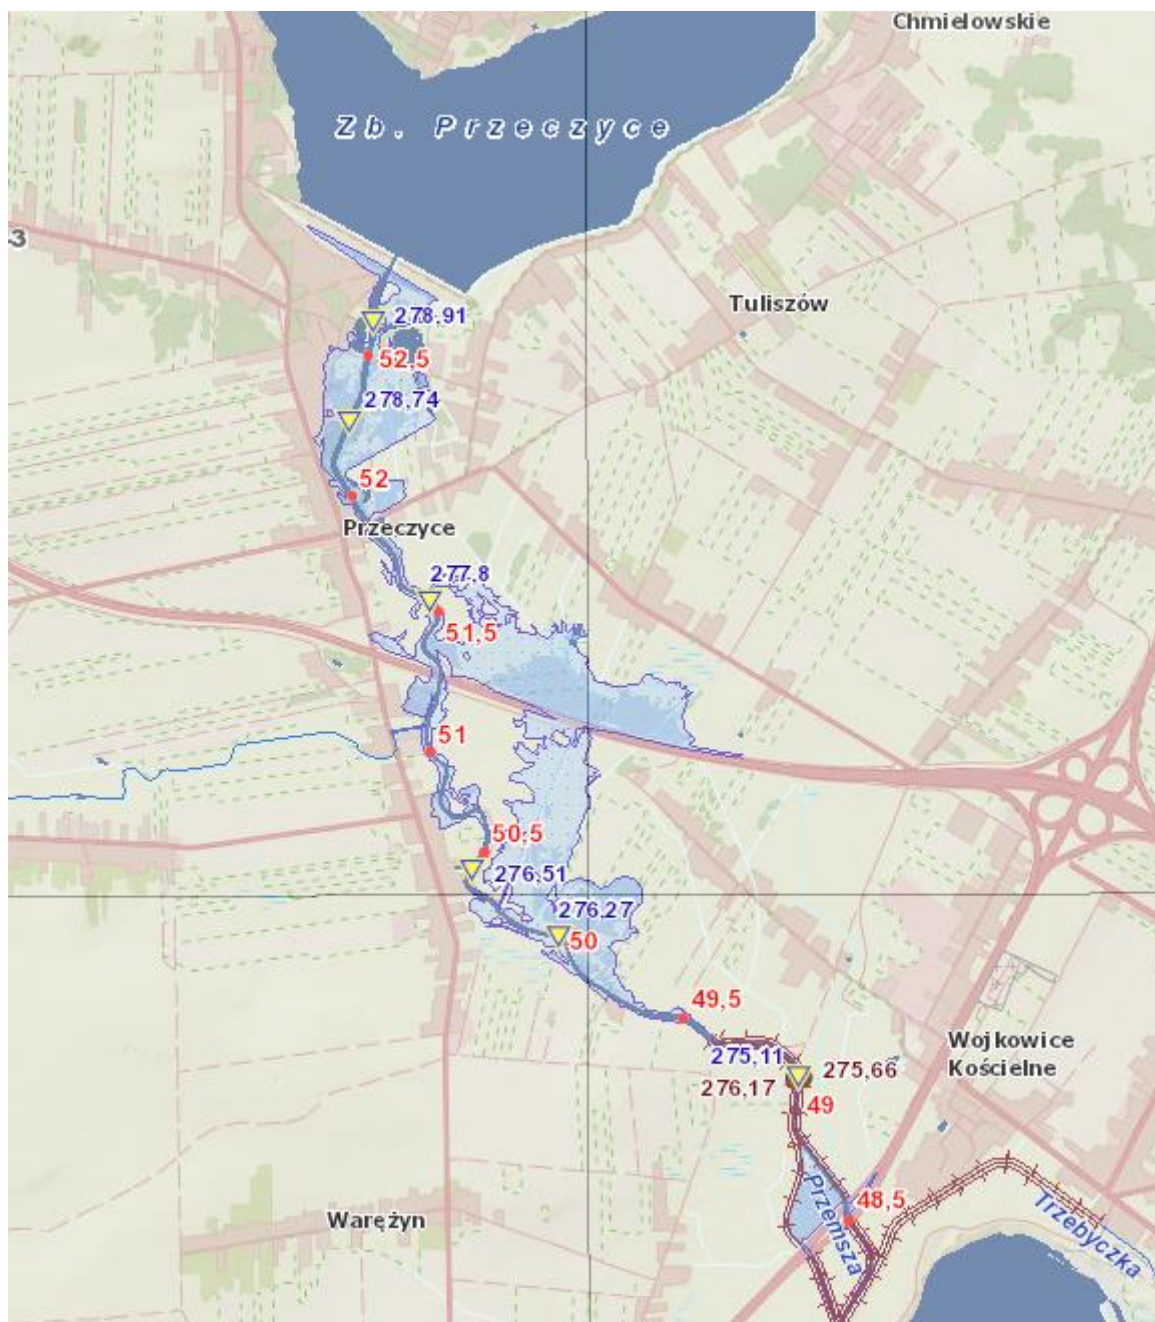 Chmielowskie
Zb. Przeczyce
3
Tuliszów
278,91
52,5
278,74
52
Przeczyce
277,8
51,5
51
50,5
276,51
276,27
50
49,5
275,11
275,66
276,17
49
Wojkowice
Kościelne
Przemsza
48,5
Trzebyczka
Warężyn